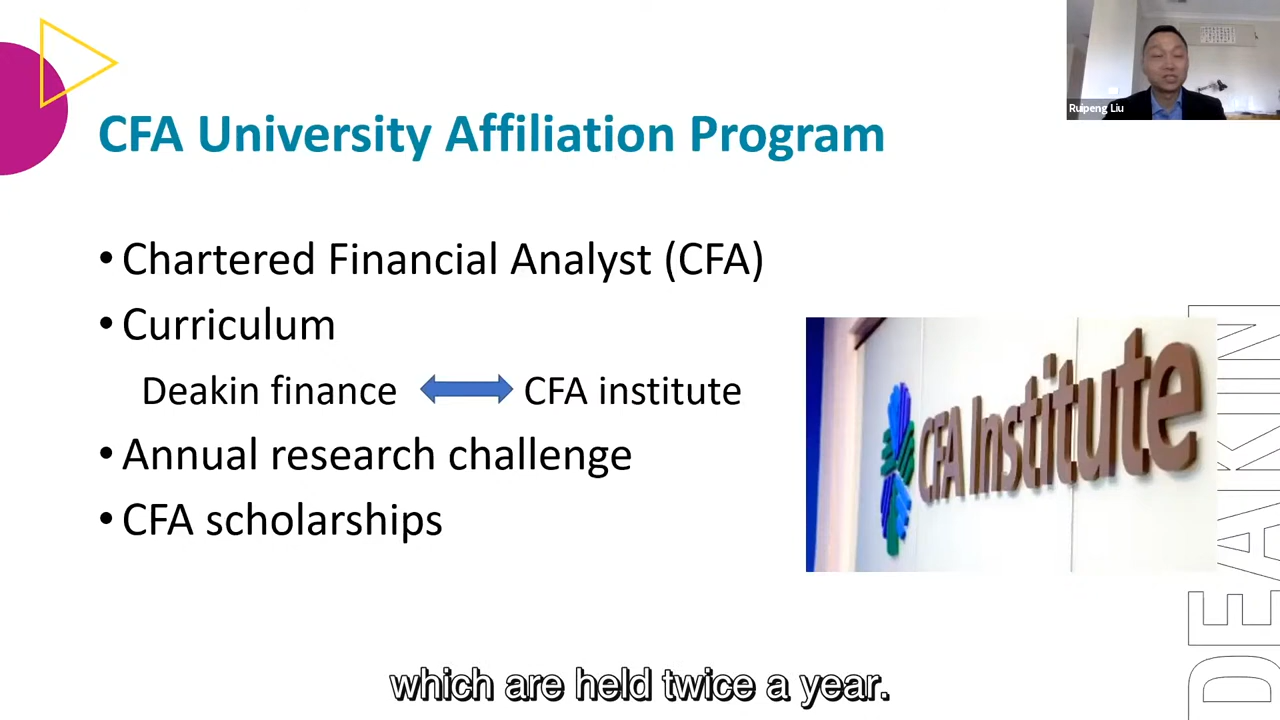 Ruipeng Liu
CFA University Affiliation Program
• Chartered Financial Analyst (CFA)
• Curriculum
Deakin finance CFA institute
• Annual research challenge
• CFA scholarships
CFA Institute
DEAKIN
which are held twice a year.